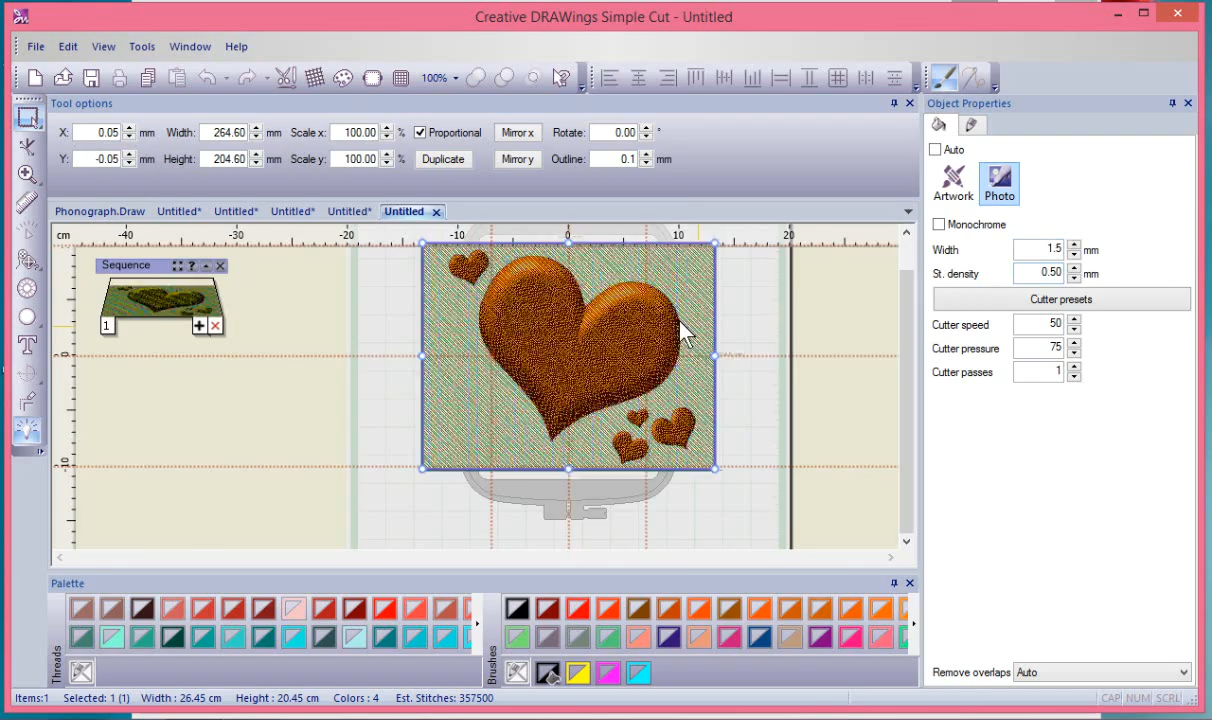 Creative DRAWings Simple Cut - Untitled
File Edit View Tools Window Help
100%
Tool options
X: 0.05 mm Width: 264.60 mm Scale x: 100.00 % Proportional Mirror x Rotate: 0.00 °
Y: -0.05 mm Height: 204.60 mm Scale y: 100.00 % Duplicate Mirror y Outline: 0.1 mm
Phonograph.Draw Untitled* Untitled* Untitled* Untitled* Untitled
cm -40 -30 -20 -10 0 10 20
0
-10
Sequence
1
Object Properties
Auto
Artwork Photo
Monochrome
Width 1.5 mm
St. density 0.50 mm
Cutter presets
Cutter speed 50
Cutter pressure 75
Cutter passes 1
Remove overlaps Auto
Palette
Threads
Brushes
Items:1 Selected: 1 (1) Width : 26.45 cm Height : 20.45 cm Colors : 4 Est. Stitches: 357500
CAP NUM SCRL